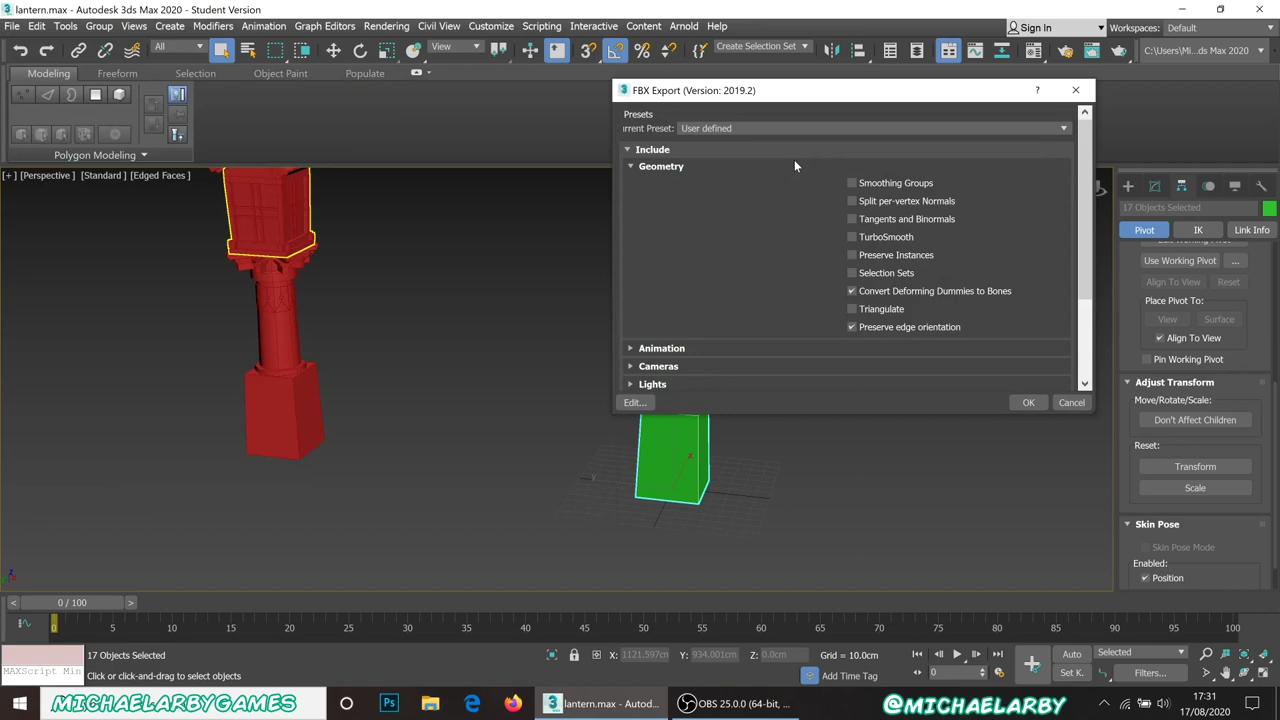 lantern.max - Autodesk 3ds Max 2020 - Student Version
File Edit Tools Group Views Create Modifiers Animation Graph Editors Rendering Civil View Customize Scripting Interactive Content Arnold Help
Sign In Workspaces: Default
All View Create Selection Set C:\Users\Mi...ds Max 2020
Modeling Freeform Selection Object Paint Populate
Polygon Modeling
[+] [Perspective] [Standard] [Edged Faces]
FBX Export (Version: 2019.2)
?
Presets
urrent Preset: User defined
Include
Geometry
Smoothing Groups
Split per-vertex Normals
Tangents and Binormals
TurboSmooth
Preserve Instances
Selection Sets
Convert Deforming Dummies to Bones
Triangulate
Preserve edge orientation
Animation
Cameras
Lights
Edit... OK Cancel
17 Objects Selected
Pivot IK Link Info
Use Working Pivot ...
Align To View Reset
Place Pivot To:
View Surface
Align To View
Pin Working Pivot
Adjust Transform
Move/Rotate/Scale:
Don't Affect Children
Reset:
Transform
Scale
Skin Pose
Skin Pose Mode
Enabled:
Position
x
y
z
< 0 / 100 >
0 5 10 15 20 25 30 35 40 45 50 55 60 65 70 75 80 85 90 95 100
17 Objects Selected X: 1121.597cm Y: 934.001cm Z: 0.0cm Grid = 10.0cm Auto Selected
MAXScript Min Click or click-and-drag to select objects Add Time Tag 0 Set K. Filters...
MICHAELARBYGAMES Ps lantern.max - Autod... OBS 25.0.0 (64-bit, ... @MICHAELARBY 17:31
17/08/2020